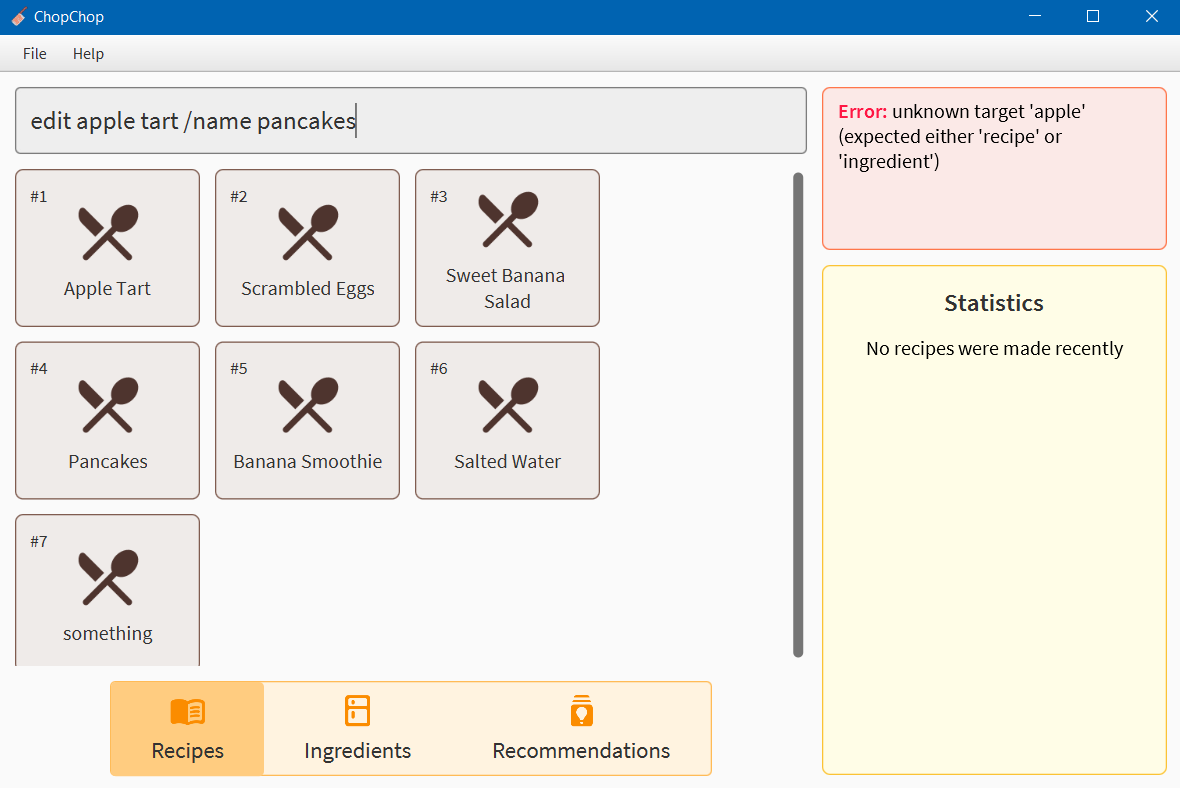 ChopChop
File Help
edit apple tart /name pancakes
Error: unknown target 'apple'
(expected either 'recipe' or
'ingredient')
#1
Apple Tart
#2
Scrambled Eggs
#3
Sweet Banana
Salad
#4
Pancakes
#5
Banana Smoothie
#6
Salted Water
#7
something
Statistics
No recipes were made recently
Recipes
Ingredients
Recommendations